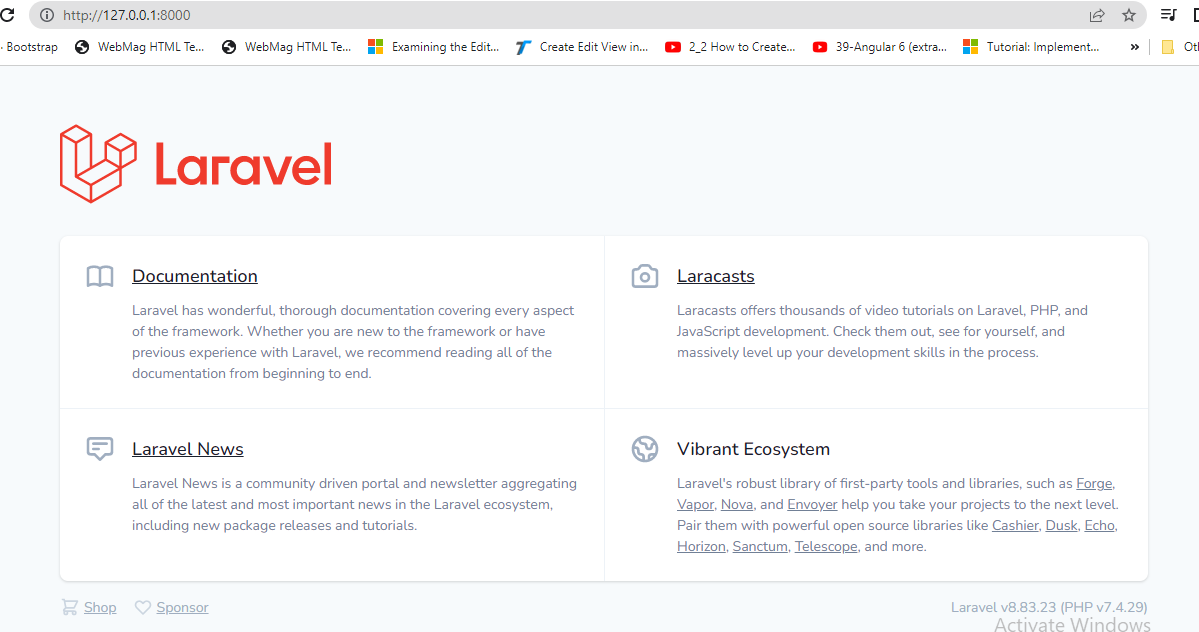 http://127.0.0.1:8000
Bootstrap WebMag HTML Te... WebMag HTML Te... Examining the Edit... Create Edit View in... 2_2 How to Create... 39-Angular 6 (extra... Tutorial: Implement... »
Laravel
Documentation
Laravel has wonderful, thorough documentation covering every aspect
of the framework. Whether you are new to the framework or have
previous experience with Laravel, we recommend reading all of the
documentation from beginning to end.
Laracasts
Laracasts offers thousands of video tutorials on Laravel, PHP, and
JavaScript development. Check them out, see for yourself, and
massively level up your development skills in the process.
Laravel News
Laravel News is a community driven portal and newsletter aggregating
all of the latest and most important news in the Laravel ecosystem,
including new package releases and tutorials.
Vibrant Ecosystem
Laravel's robust library of first-party tools and libraries, such as Forge,
Vapor, Nova, and Envoyer help you take your projects to the next level.
Pair them with powerful open source libraries like Cashier, Dusk, Echo,
Horizon, Sanctum, Telescope, and more.
Shop Sponsor
Laravel v8.83.23 (PHP v7.4.29)
Activate Windows